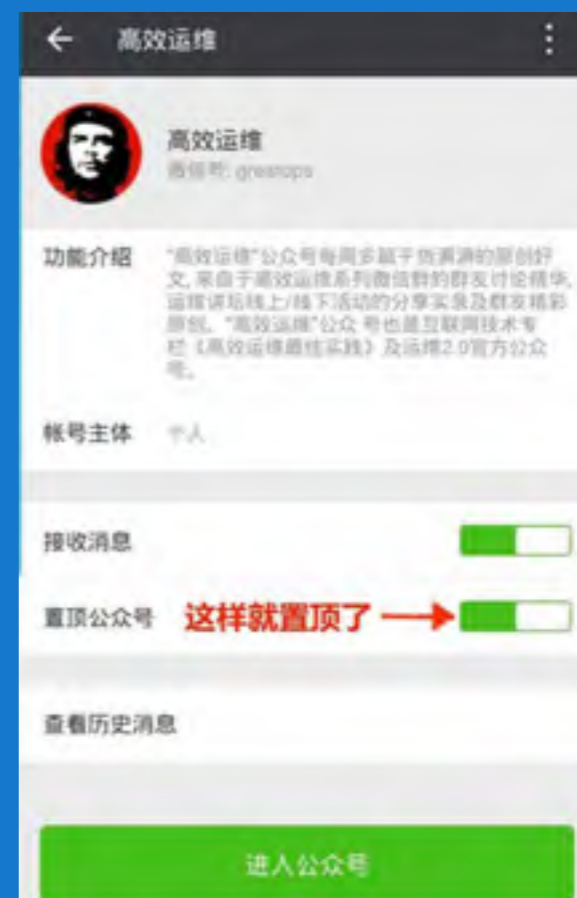 高效运维
高效运维
微信号: greatops
功能介绍
"高效运维"公众号每周多篇干货满满的原创好
文,来自于高效运维系列微信群的群友讨论精华,
运维讲坛线上/线下活动的分享实录及群友精彩
原创。"高效运维"公众 号也是互联网技术专
栏《高效运维最佳实践》及运维2.0官方公众
号。
帐号主体 个人
接收消息
置顶公众号 这样就置顶了
查看历史消息
进入公众号